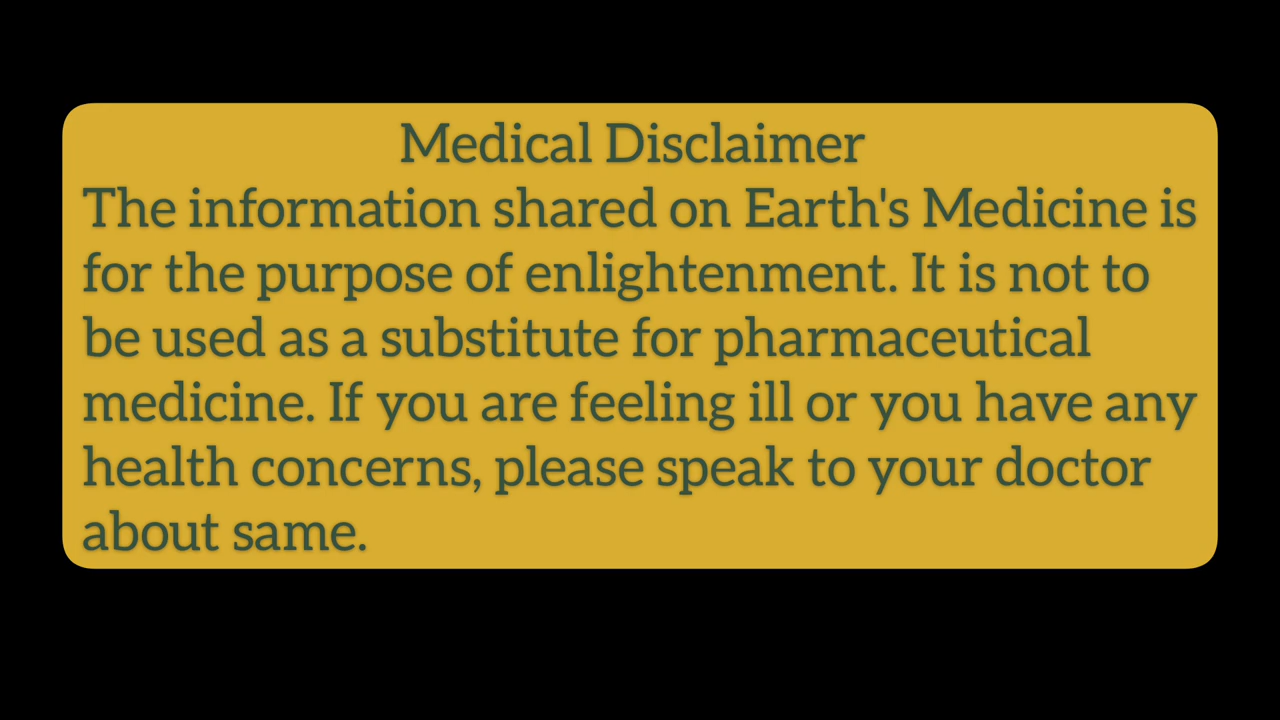 Medical Disclaimer
The information shared on Earth's Medicine is
for the purpose of enlightenment. It is not to
be used as a substitute for pharmaceutical
medicine. If you are feeling ill or you have any
health concerns, please speak to your doctor
about same.